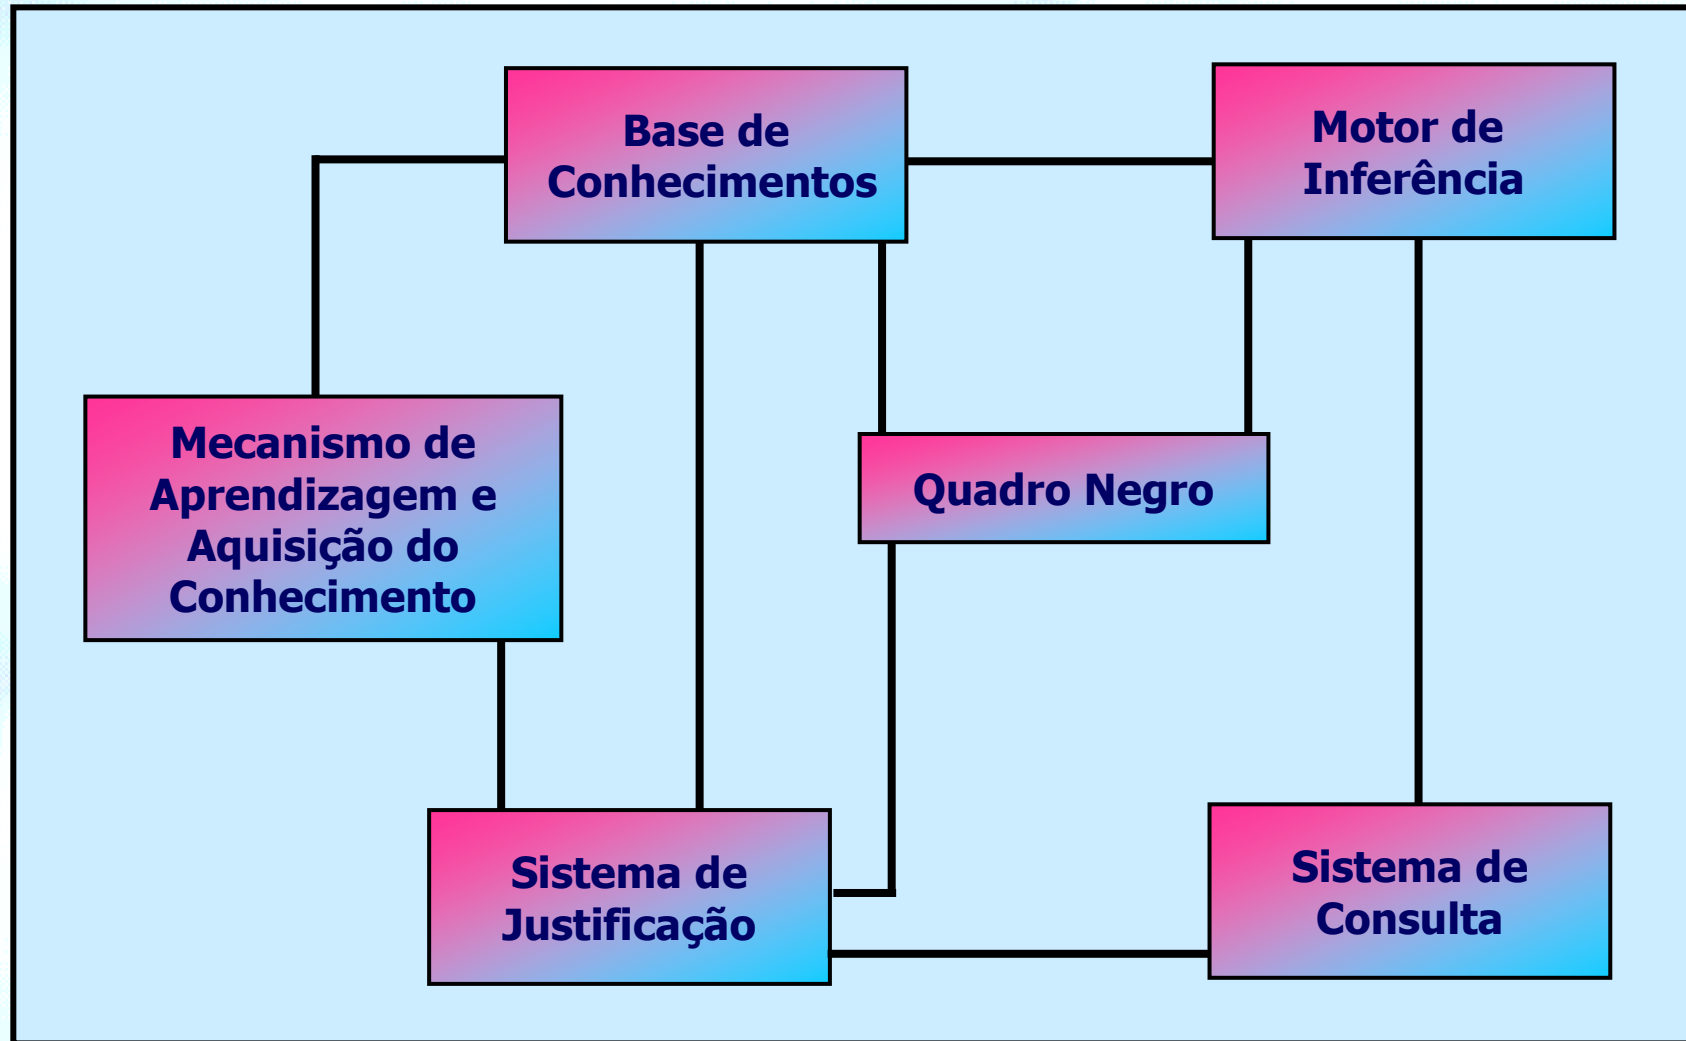 Base de
Conhecimentos
Motor de
Inferência
Mecanismo de
Aprendizagem e
Aquisição do
Conhecimento
Quadro Negro
Sistema de
Justificação
Sistema de
Consulta